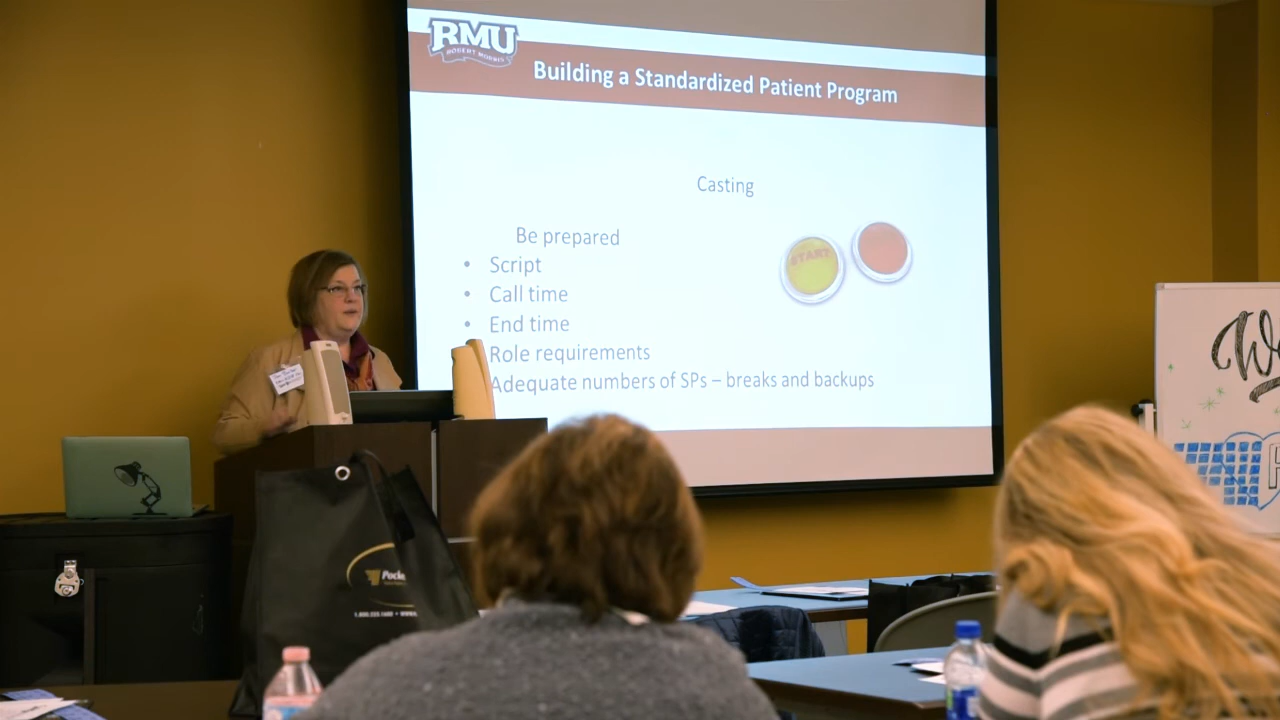 RMU
ROBERT MORRIS
Building a Standardized Patient Program
Casting
Be prepared
• Script
• Call time
• End time
Role requirements
Adequate numbers of SPs – breaks and backups
START
We